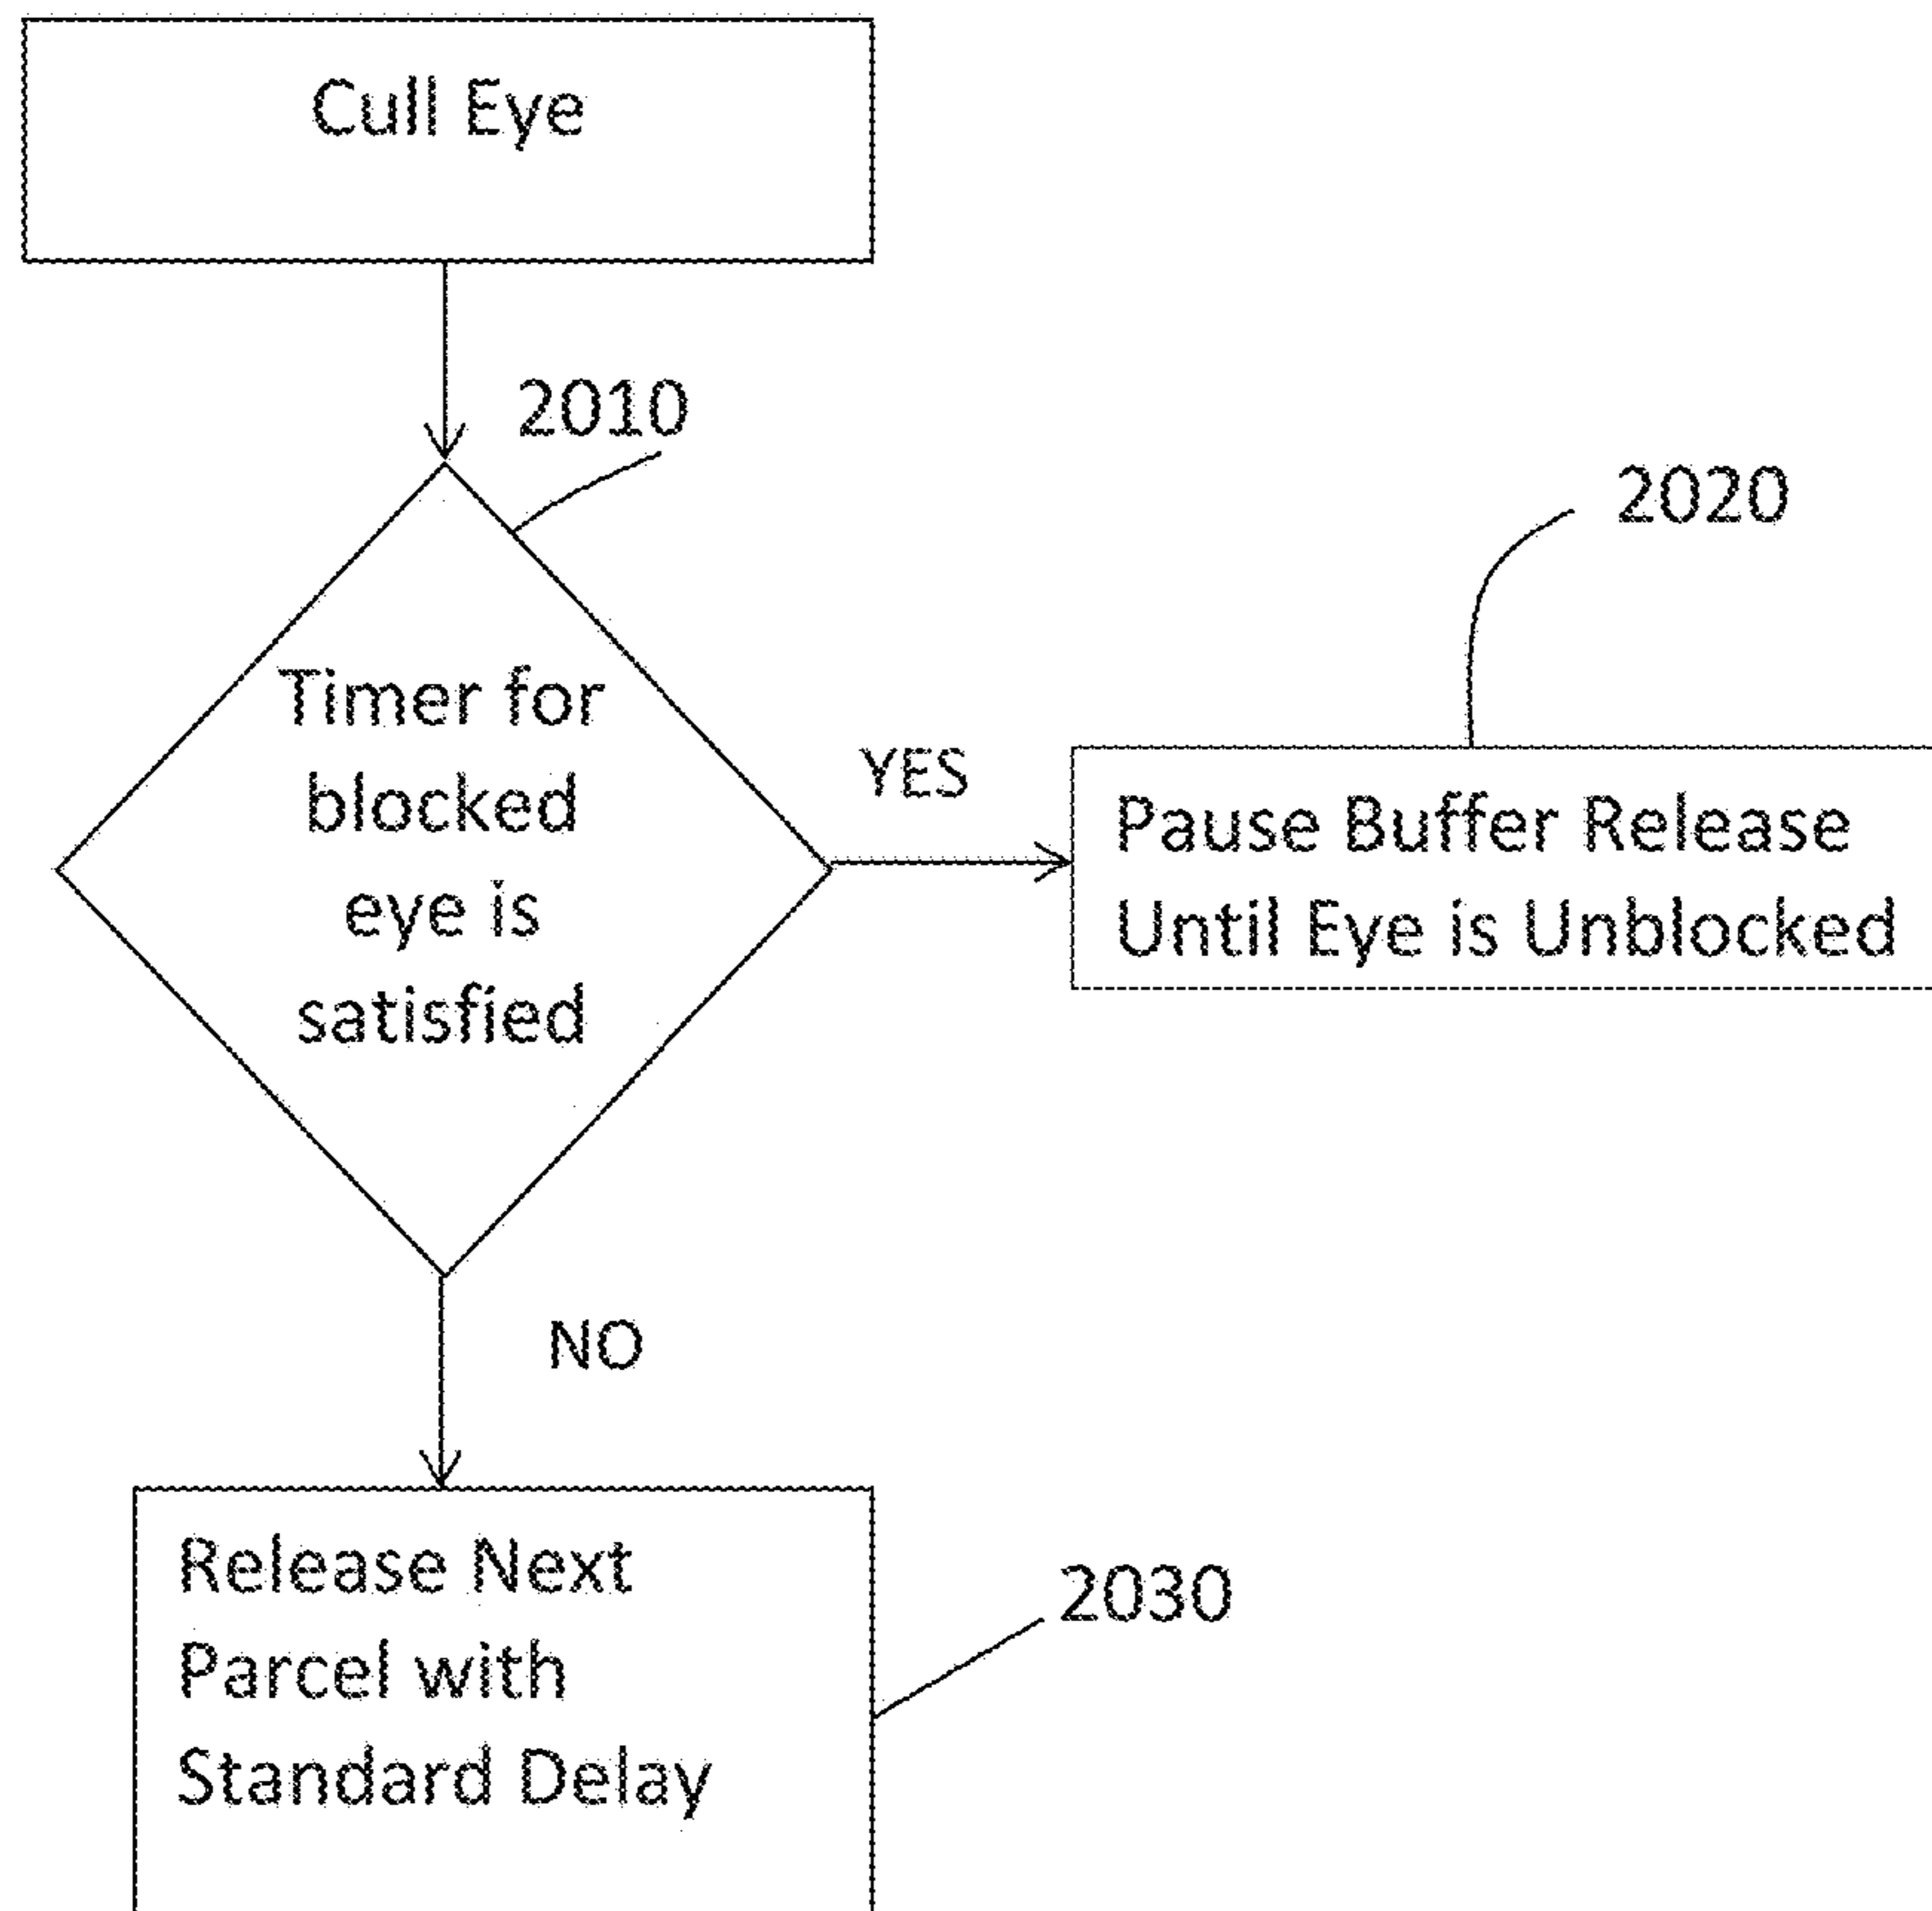 Cull Eye
2010
2020
Timer for
blocked
eye is
satisfied
YES
Pause Buffer Release
Until Eye is Unblocked
NO
Release Next
Parcel with
Standard Delay
2030